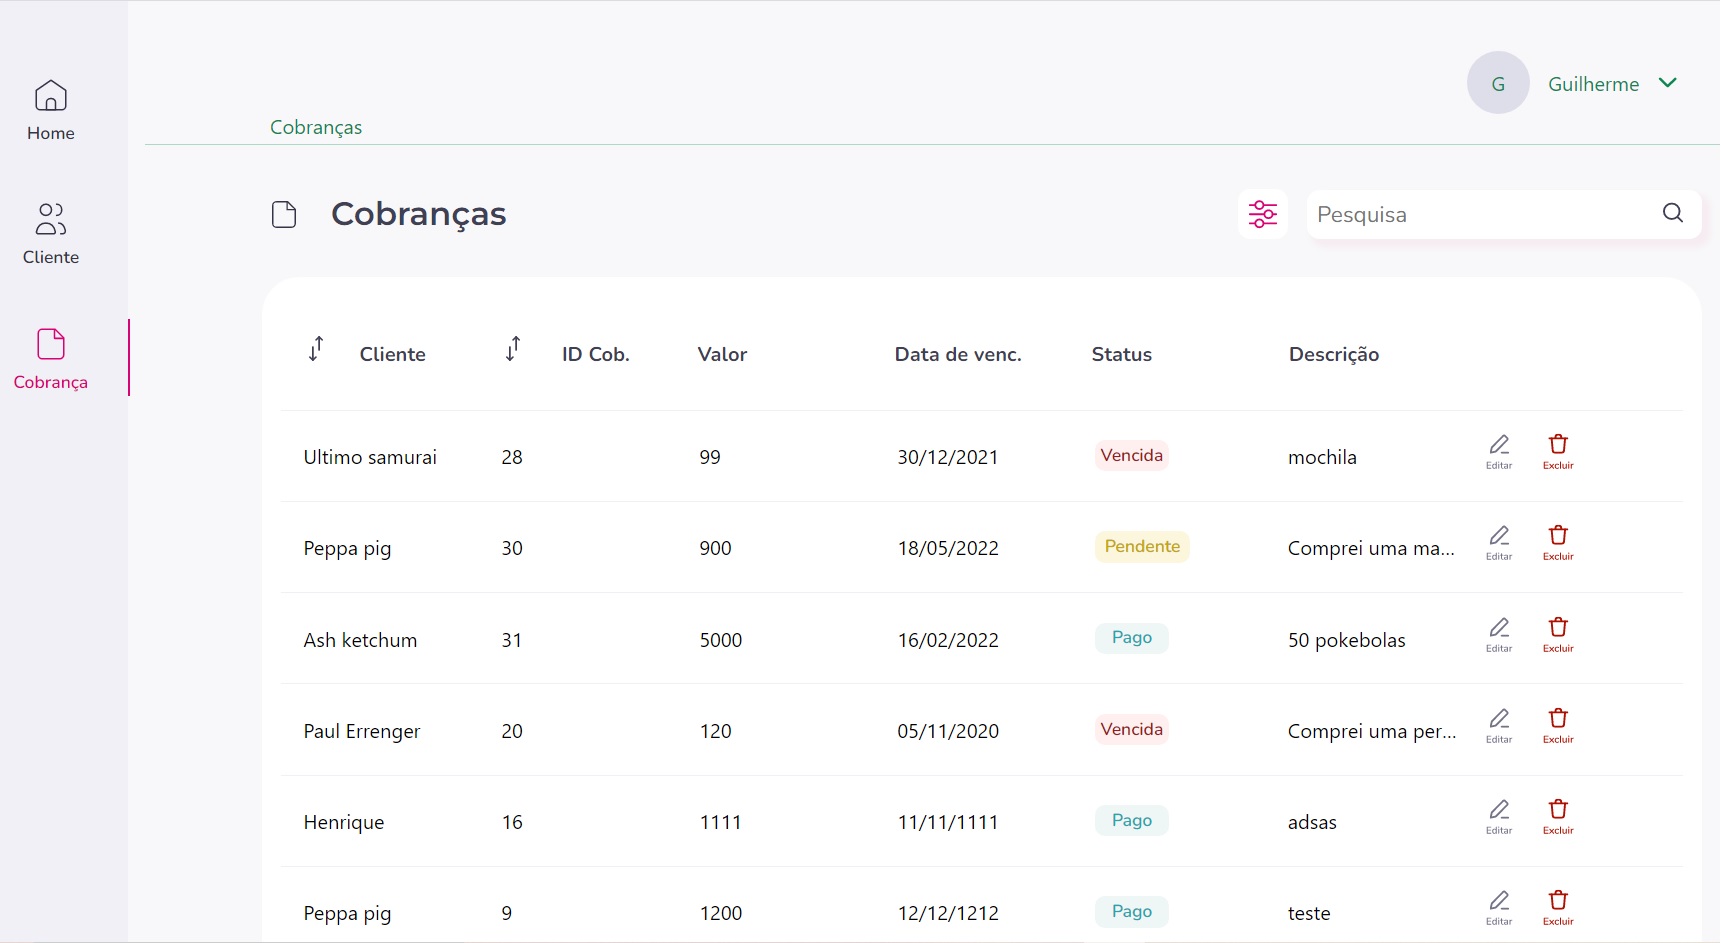 G Guilherme
Home
Cobranças
Cobranças
Pesquisa
Cliente
Cobrança
Cliente ID Cob. Valor Data de venc. Status Descrição
Ultimo samurai 28 99 30/12/2021 Vencida mochila Editar Excluir
Peppa pig 30 900 18/05/2022 Pendente Comprei uma ma... Editar Excluir
Ash ketchum 31 5000 16/02/2022 Pago 50 pokebolas Editar Excluir
Paul Errenger 20 120 05/11/2020 Vencida Comprei uma per... Editar Excluir
Henrique 16 1111 11/11/1111 Pago adsas Editar Excluir
Peppa pig 9 1200 12/12/1212 Pago teste Editar Excluir